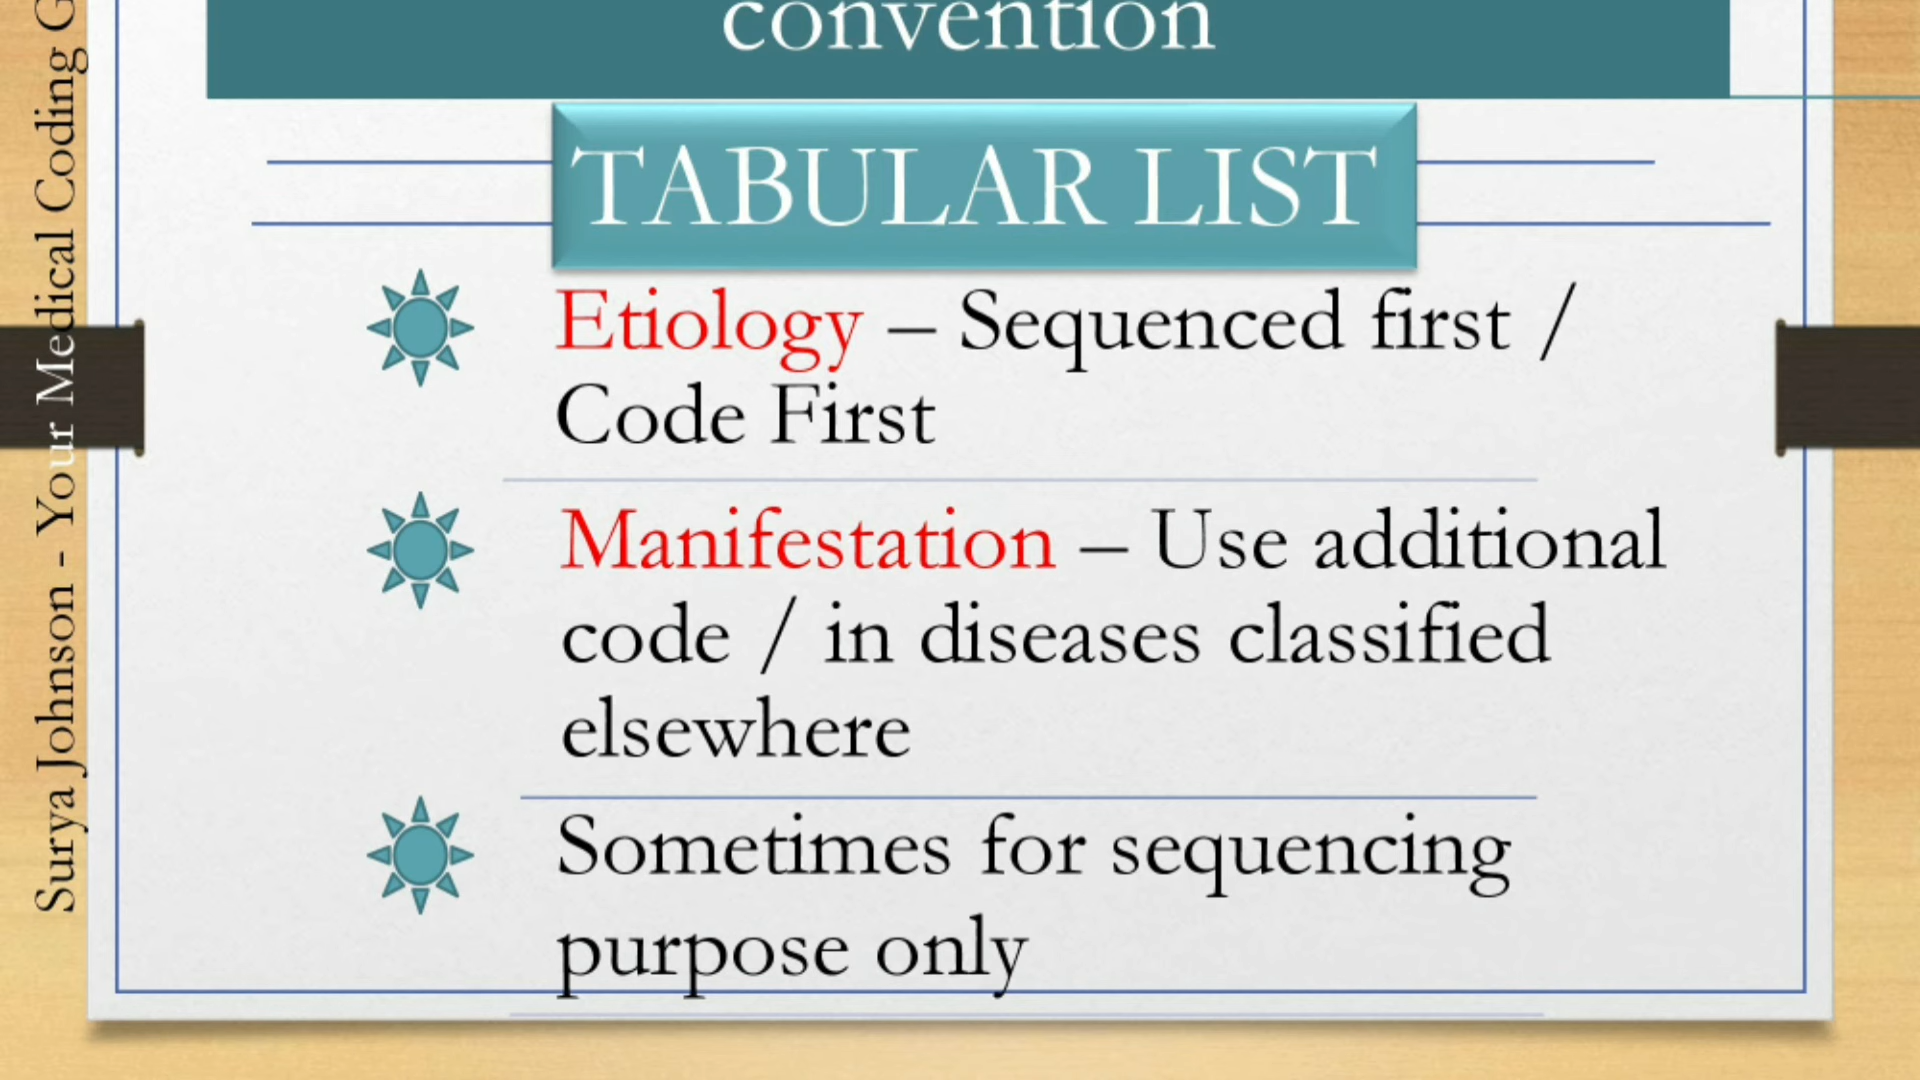 convention
TABULAR LIST
Etiology – Sequenced first /
Code First
Manifestation – Use additional
code / in diseases classified
elsewhere
Sometimes for sequencing
purpose only
Surya Johnson - Your Medical Coding